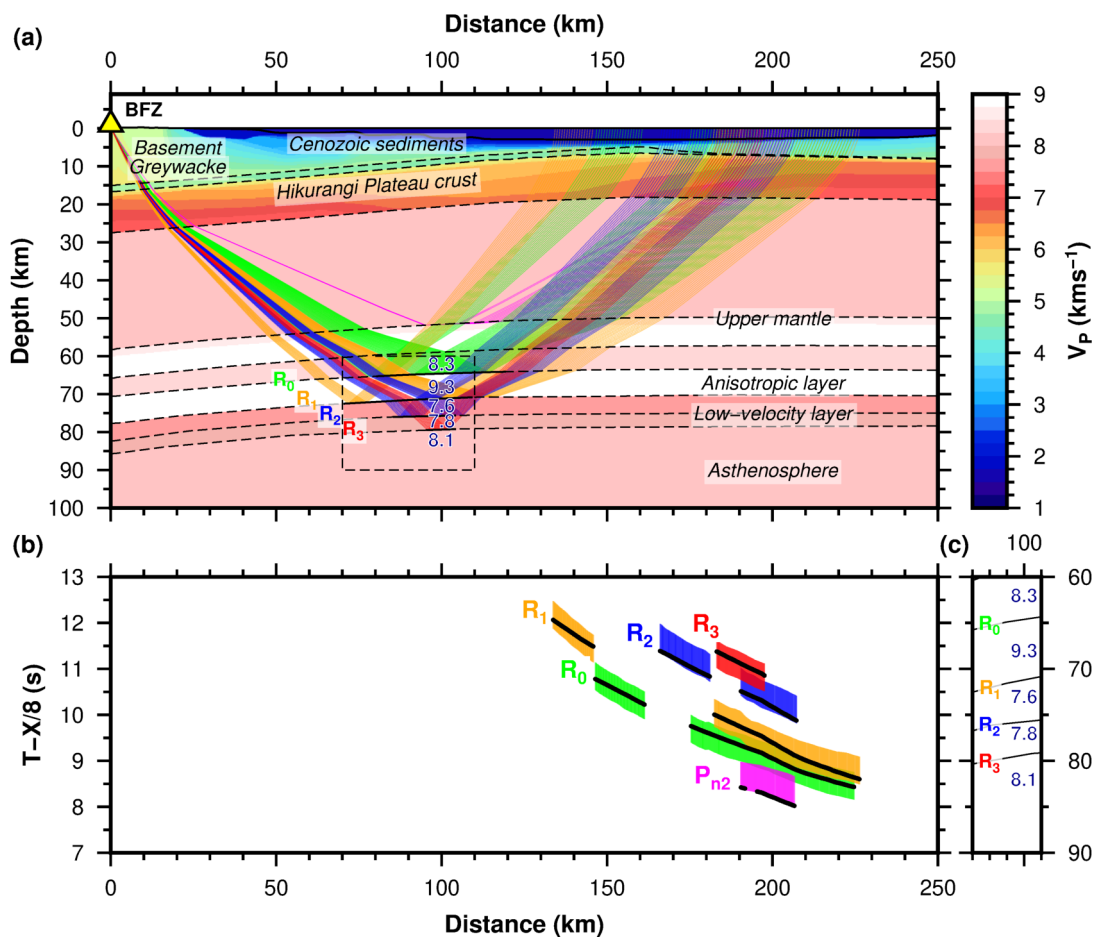 (a)
Distance (km)
0 50 100 150 200 250
BFZ
0
10
20
30
40
50
60
70
80
90
100
Depth (km)
Basement
Greywacke
Cenozoic sediments
Hikurangi Plateau crust
Upper mantle
Anisotropic layer
Low–velocity layer
Asthenosphere
R0
R1
R2
R3
8.3
9.3
7.6
7.8
8.1
9
8
7
6
5
4
3
2
1
VP (kms−1)
(b)
13
12
11
10
9
8
7
T−X/8 (s)
R1
R0
R2
R3
Pn2
0 50 100 150 200 250
Distance (km)
(c)
100
8.3
R0
9.3
R1
7.6
R2
7.8
R3
8.1
60
70
80
90